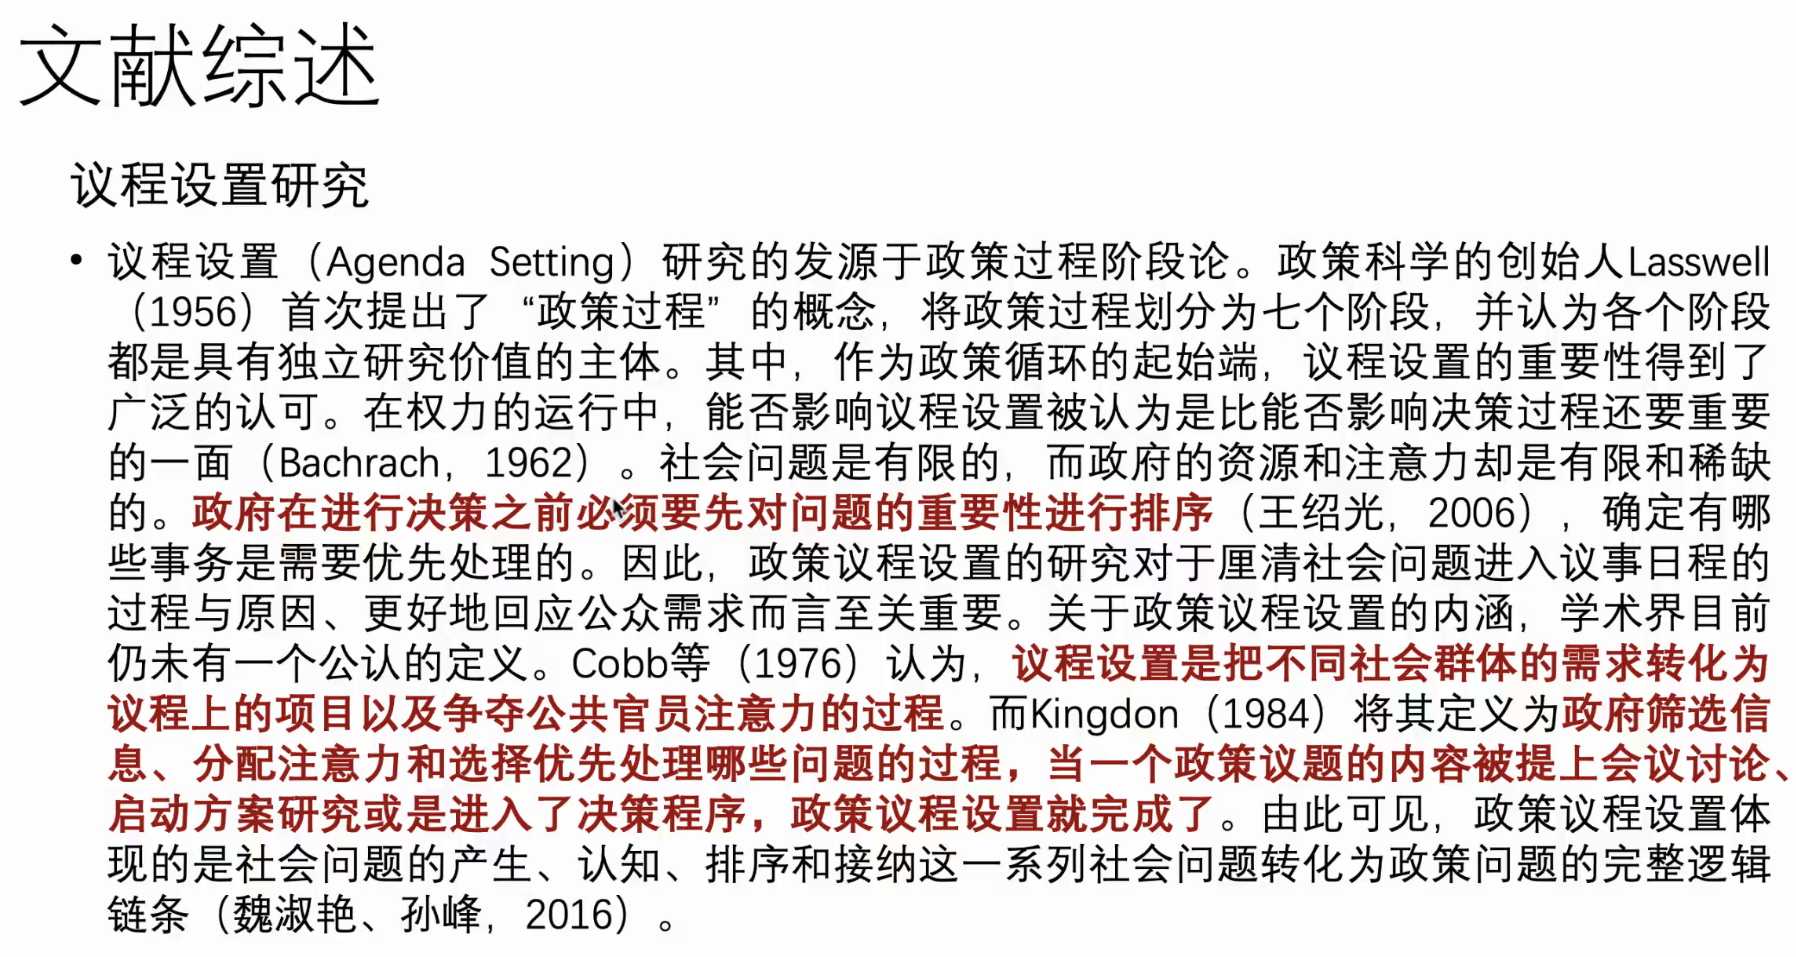 文献综述
议程设置研究
• 议程设置（Agenda Setting）研究的发源于政策过程阶段论。政策科学的创始人Lasswell
（1956）首次提出了“政策过程”的概念，将政策过程划分为七个阶段，并认为各个阶段
都是具有独立研究价值的主体。其中，作为政策循环的起始端，议程设置的重要性得到了
广泛的认可。在权力的运行中，能否影响议程设置被认为是比能否影响决策过程还要重要
的一面（Bachrach，1962）。社会问题是有限的，而政府的资源和注意力却是有限和稀缺
的。政府在进行决策之前必须要先对问题的重要性进行排序（王绍光，2006），确定有哪
些事务是需要优先处理的。因此，政策议程设置的研究对于厘清社会问题进入议事日程的
过程与原因、更好地回应公众需求而言至关重要。关于政策议程设置的内涵，学术界目前
仍未有一个公认的定义。Cobb等（1976）认为，议程设置是把不同社会群体的需求转化为
议程上的项目以及争夺公共官员注意力的过程。而Kingdon（1984）将其定义为政府筛选信
息、分配注意力和选择优先处理哪些问题的过程，当一个政策议题的内容被提上会议讨论、
启动方案研究或是进入了决策程序，政策议程设置就完成了。由此可见，政策议程设置体
现的是社会问题的产生、认知、排序和接纳这一系列社会问题转化为政策问题的完整逻辑
链条（魏淑艳、孙峰，2016）。